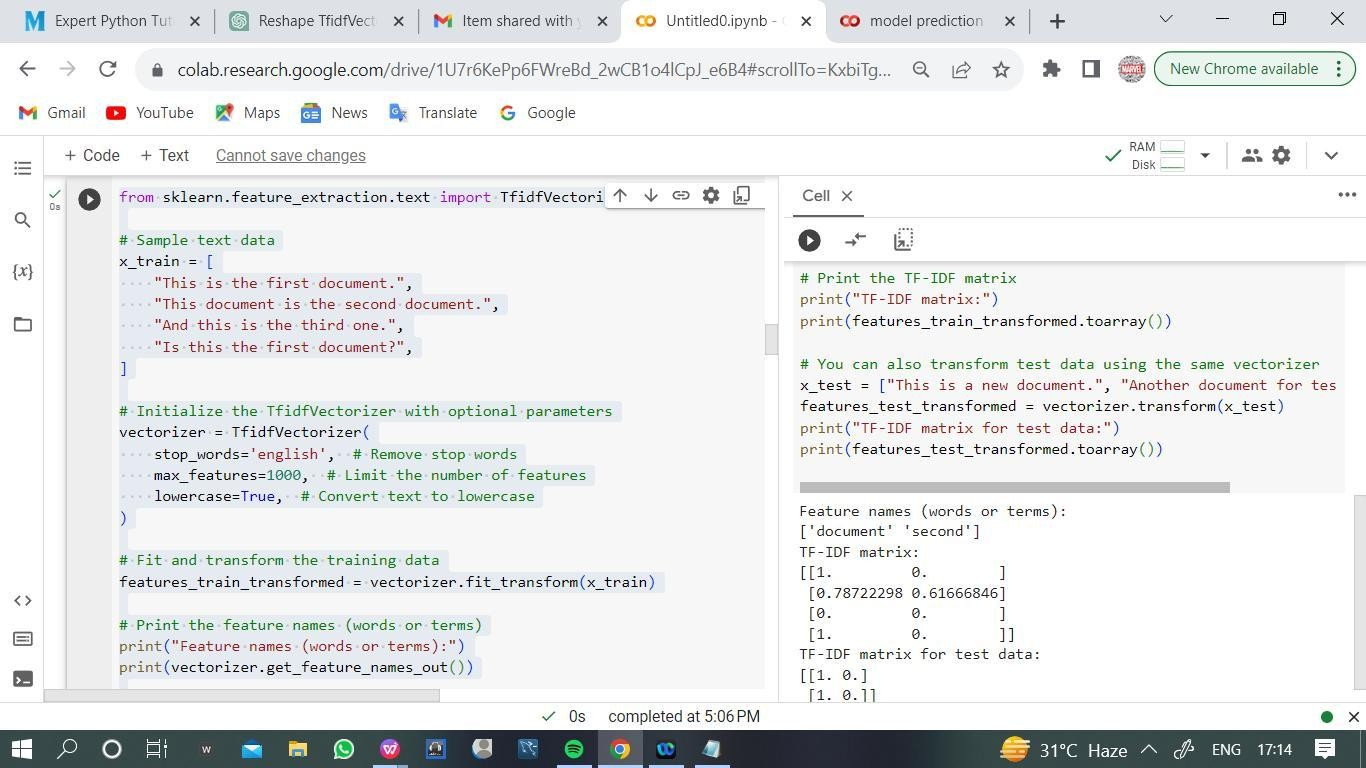 Expert Python Tut
Reshape TfidfVect
Item shared with y
Untitled0.ipynb -
model prediction
colab.research.google.com/drive/1U7r6KePp6FWreBd_2wCB1o4lCpJ_e6B4#scrollTo=KxbiTg...
New Chrome available
Gmail
YouTube
Maps
News
Translate
Google
+ Code + Text Cannot save changes
RAM
Disk
0s
from sklearn.feature_extraction.text import TfidfVectori
# Sample text data
x_train = [
"This is the first document.",
"This document is the second document.",
"And this is the third one.",
"Is this the first document?",
]
# Initialize the TfidfVectorizer with optional parameters
vectorizer = TfidfVectorizer(
stop_words='english', # Remove stop words
max_features=1000, # Limit the number of features
lowercase=True, # Convert text to lowercase
)
# Fit and transform the training data
features_train_transformed = vectorizer.fit_transform(x_train)
# Print the feature names (words or terms)
print("Feature names (words or terms):")
print(vectorizer.get_feature_names_out())
Cell
# Print the TF-IDF matrix
print("TF-IDF matrix:")
print(features_train_transformed.toarray())
# You can also transform test data using the same vectorizer
x_test = ["This is a new document.", "Another document for tes
features_test_transformed = vectorizer.transform(x_test)
print("TF-IDF matrix for test data:")
print(features_test_transformed.toarray())
Feature names (words or terms):
['document' 'second']
TF-IDF matrix:
[[1. 0. ]
[0.78722298 0.61666846]
[0. 0. ]
[1. 0. ]]
TF-IDF matrix for test data:
[[1. 0.]
[1. 0.]]
0s completed at 5:06 PM
31°C Haze
ENG
17:14